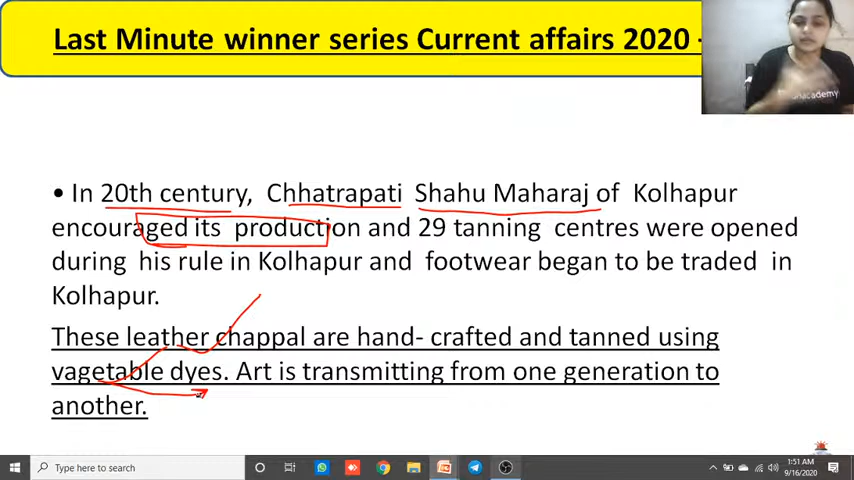 Last Minute winner series Current affairs 2020 -
• In 20th century, Chhatrapati Shahu Maharaj of Kolhapur
encouraged its production and 29 tanning centres were opened
during his rule in Kolhapur and footwear began to be traded in
Kolhapur.
These leather chappal are hand- crafted and tanned using
vagetable dyes. Art is transmitting from one generation to
another.
Type here to search
1:51 AM
9/16/2020